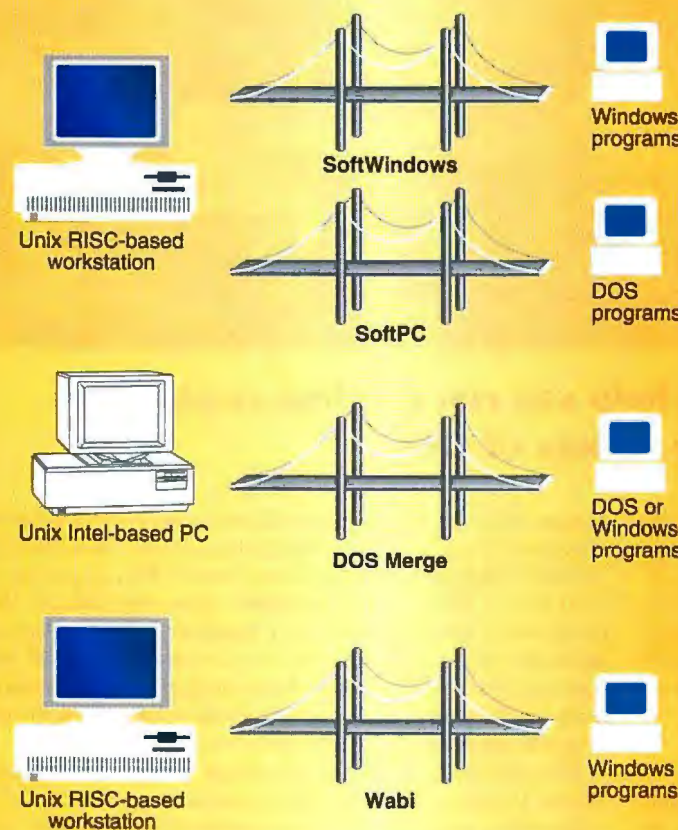 Windows
programs
SoftWindows
Unix RISC-based
workstation
DOS
programs
SoftPC
DOS or
Windows
programs
Unix Intel-based PC
DOS Merge
Windows
programs
Unix RISC-based
workstation
Wabi